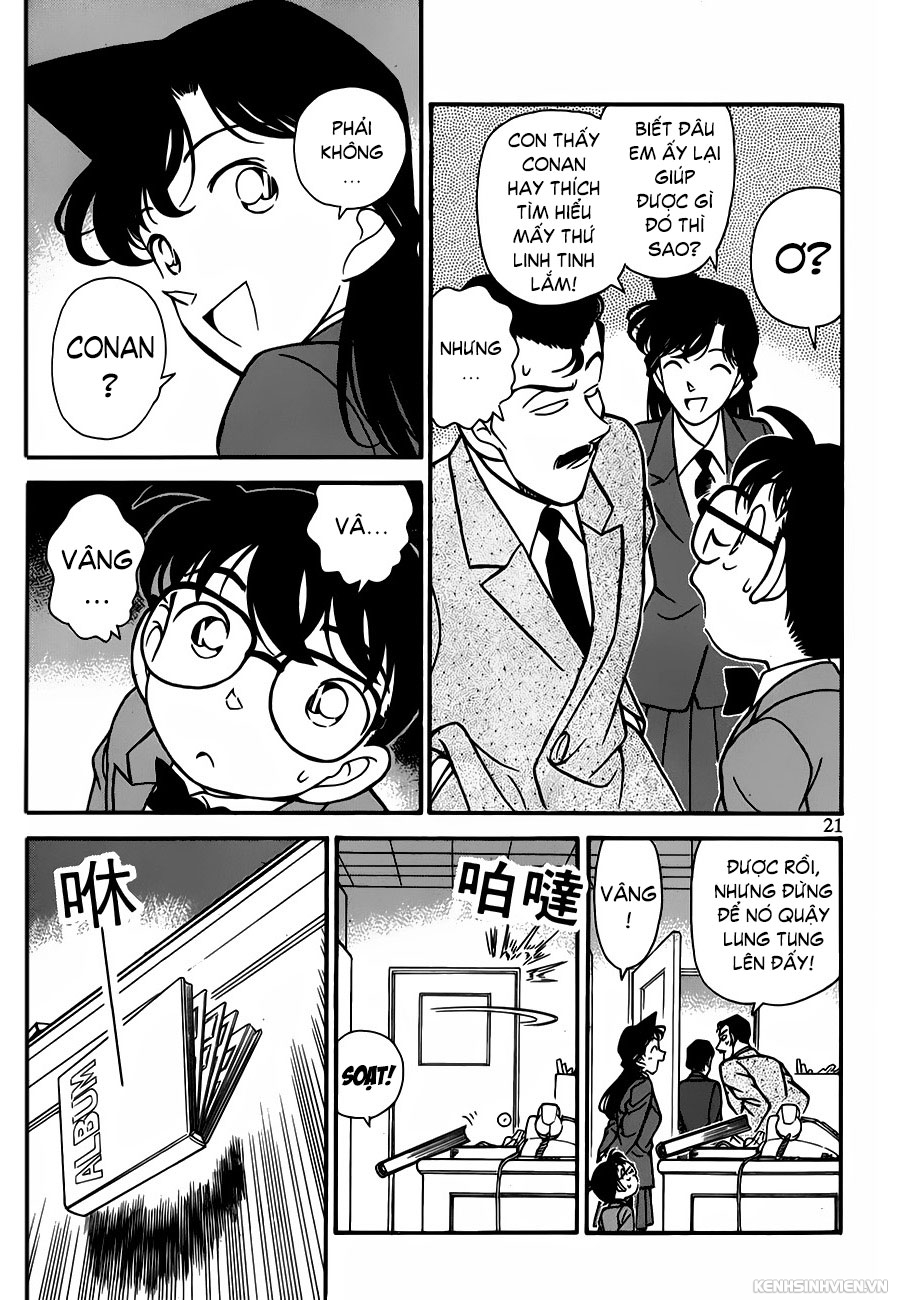 Ơ?
BIẾT ĐÂU
EM ẤY LẠI
GIÚP
ĐƯỢC GÌ
ĐÓ THÌ
SAO?
CON THẤY
CONAN
HAY THÍCH
TÌM HIỂU
MẤY THỨ
LINH TINH
LẮM!
NHƯNG
...
PHẢI
KHÔNG
...
CONAN
?
VÂ...
VÂNG
...
21
ĐƯỢC RỒI,
NHƯNG ĐỪNG
ĐỂ NÓ QUẬY
LUNG TUNG
LÊN ĐẤY!
VÂNG
!
咱噠
SOẠT!
咻
ALBUM
KENHSINHVIEN.VN